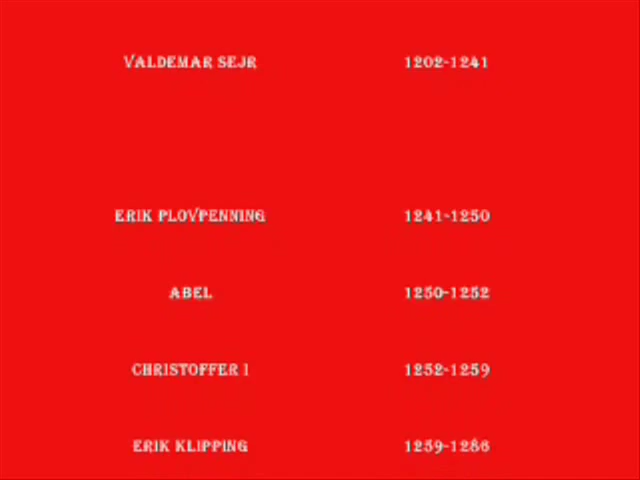 VALDEMAR SEJR 1202-1241
ERIK PLOVPENNING 1241-1250
ABEL 1250-1252
CHRISTOFFER I 1252-1259
ERIK KLIPPING 1259-1286